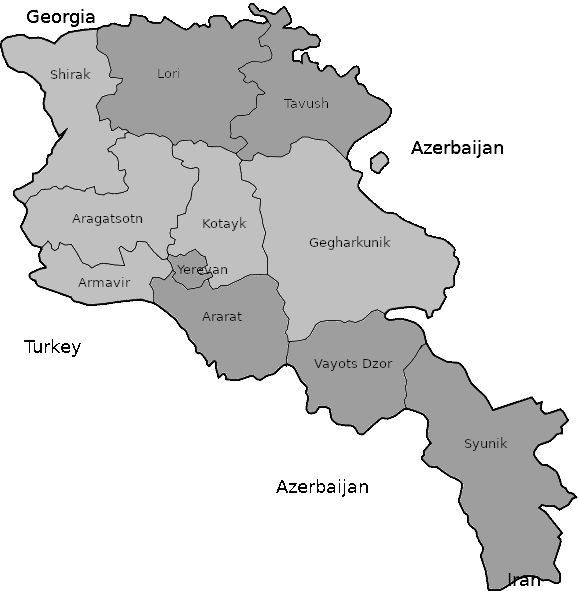 Georgia
Shirak
Lori
Tavush
Azerbaijan
Aragatsotn
Kotayk
Gegharkunik
Yerevan
Armavir
Ararat
Turkey
Vayots Dzor
Syunik
Azerbaijan
Iran